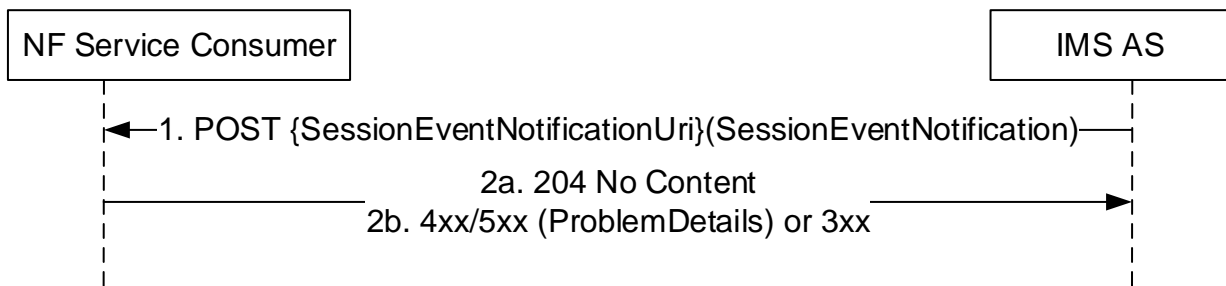 NF Service Consumer
IMS AS
1. POST {SessionEventNotificationUri}(SessionEventNotification)
2a. 204 No Content
2b. 4xx/5xx (ProblemDetails) or 3xx